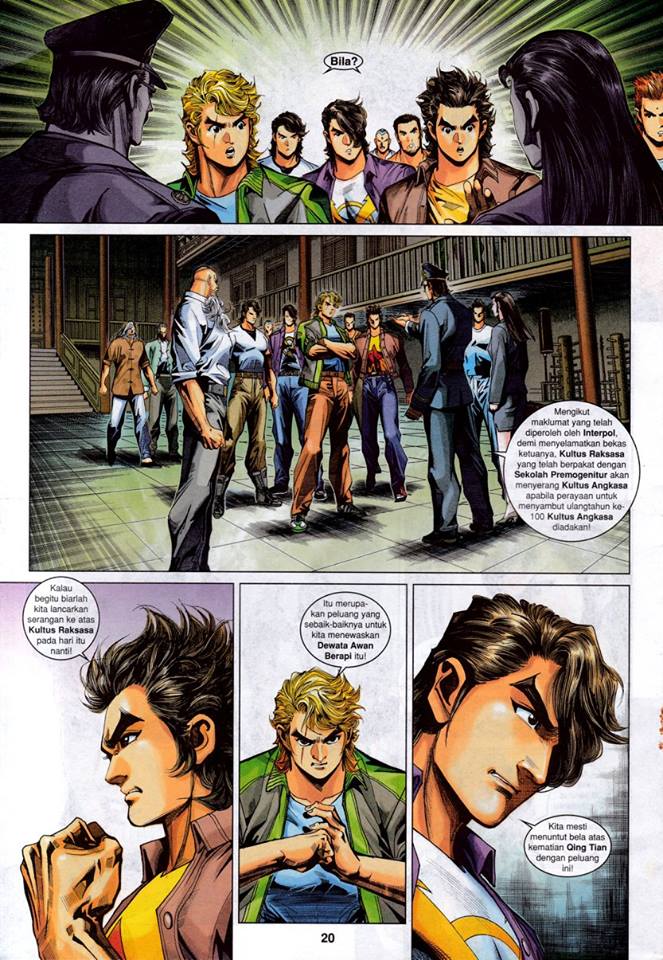 Bila?
Mengikut
maklumat yang telah
diperoleh oleh Interpol,
demi menyelamatkan bekas
ketuanya, Kultus Raksasa
yang telah berpakat dengan
Sekolah Premogenitur akan
menyerang Kultus Angkasa
apabila perayaan untuk
menyambut ulangtahun ke-
100 Kultus Angkasa
diadakan!
Kalau
begitu biarlah
kita lancarkan
serangan ke atas
Kultus Raksasa
pada hari itu
nanti!
Itu merupa-
kan peluang yang
sebaik-baiknya untuk
kita menewaskan
Dewata Awan
Berapi itu!
Kita mesti
menuntut bela atas
kematian Qing Tian
dengan peluang
ini!
20